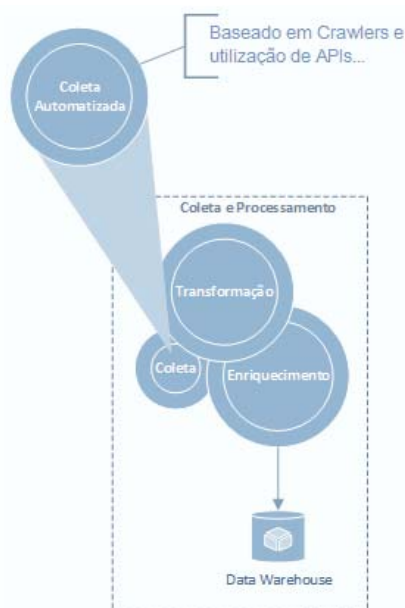 Baseado em Crawlers e
utilização de APIs...
Coleta
Automatizada
Coleta e Processamento
Transformação
Coleta
Enriquecimento
Data Warehouse